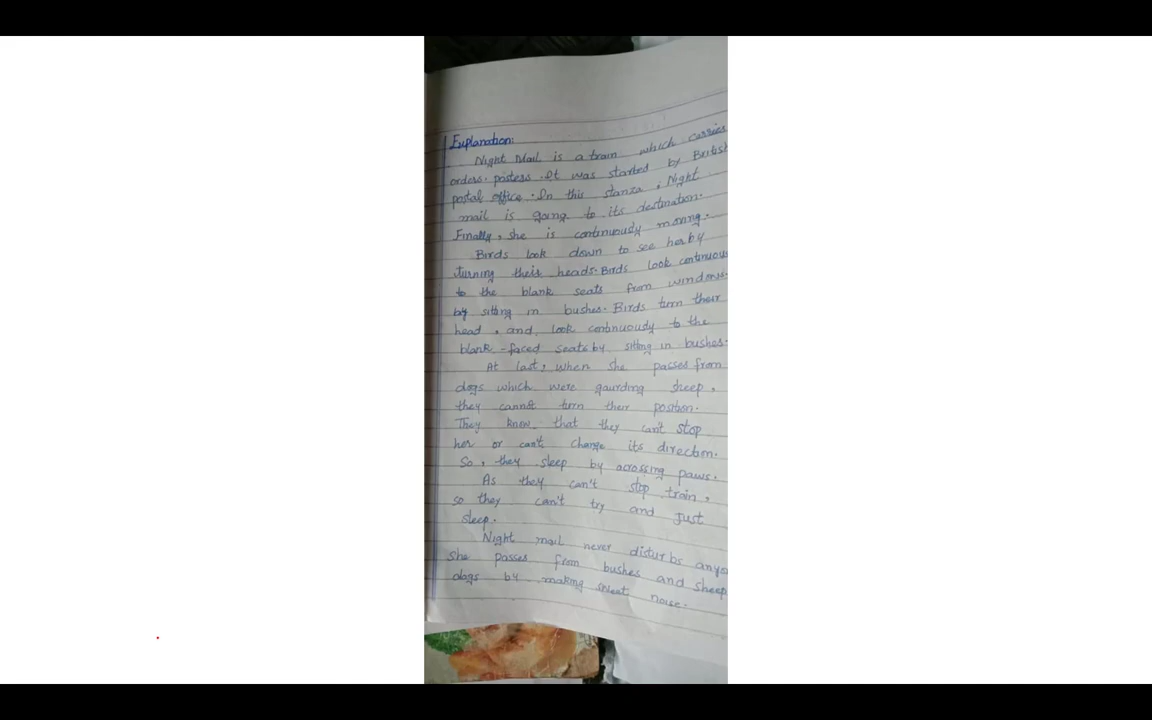 Explanation:
Night Mail is a train which carries
orders. posters. It was started by British
postal office. In this stanza, Night
mail is going to its destination.
Finally, she is continuously moving.
Birds look down to see her by
turning their heads. Birds look continuous
to the blank seats from windows.
by sitting in bushes. Birds turn their
head, and look continuously to the
blank-faced seats by sitting in bushes.
At last, when she passes from
dogs which were gaurding sheep,
they cannot turn their position.
They know that they can't stop
her or can't change its direction.
So, they sleep by acrossing paws.
As they can't stop train,
so they can't try and just
sleep.
Night mail never disturbs anyo
she passes from bushes and sheep
dogs by making sweet noise.